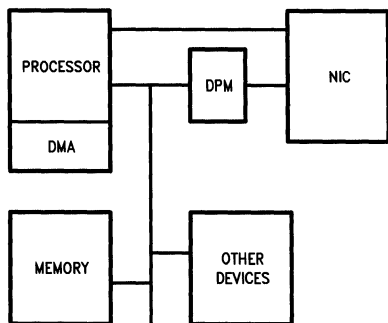 PROCESSOR
DMA
DPM
NIC
MEMORY
OTHER
DEVICES